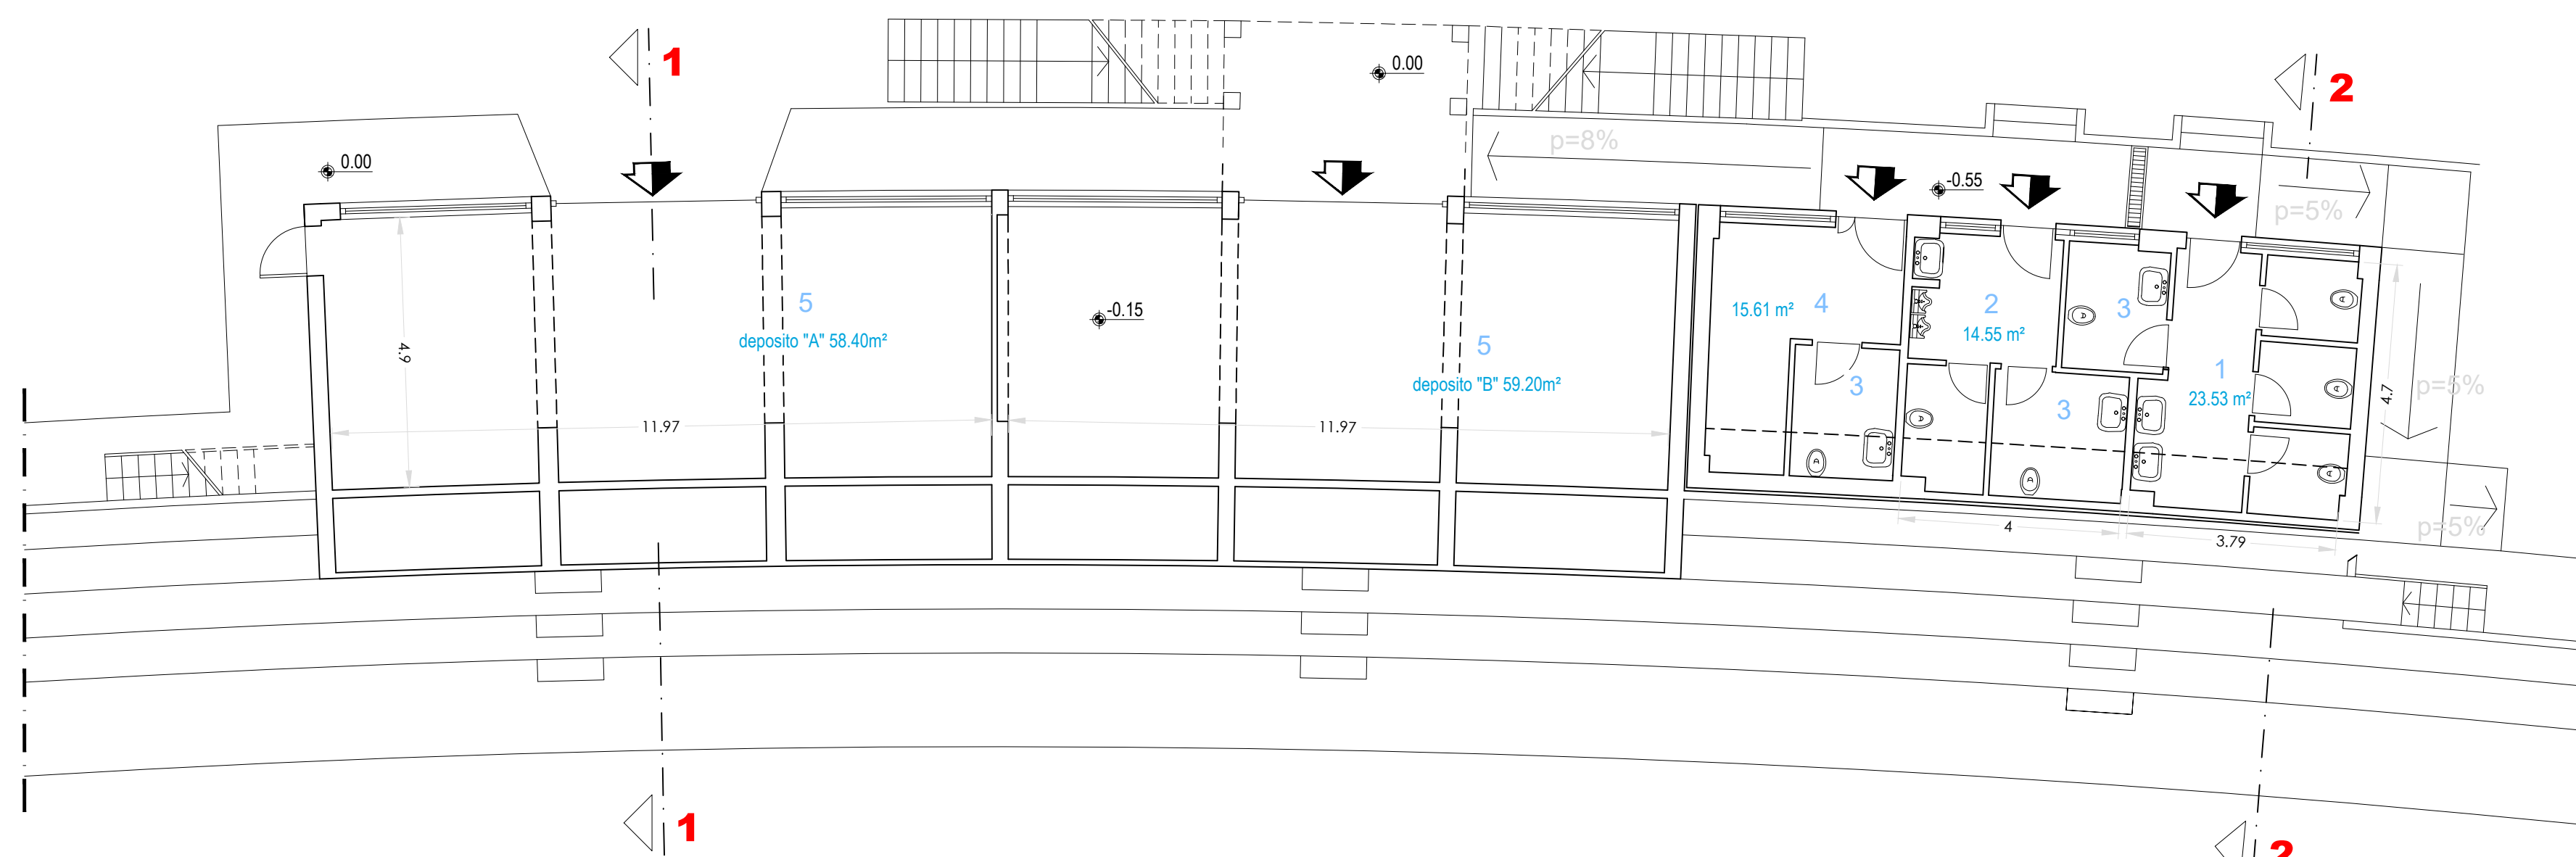 1
0.00
2
0.00
p=8%
-0.55
p=5%
5
deposito "A" 58.40m²
-0.15
5
deposito "B" 59.20m²
15.61 m²
4
2
14.55 m²
3
1
23.53 m²
3
3
4.9
4.7
p=5%
11.97
11.97
4
3.79
p=5%
1
2